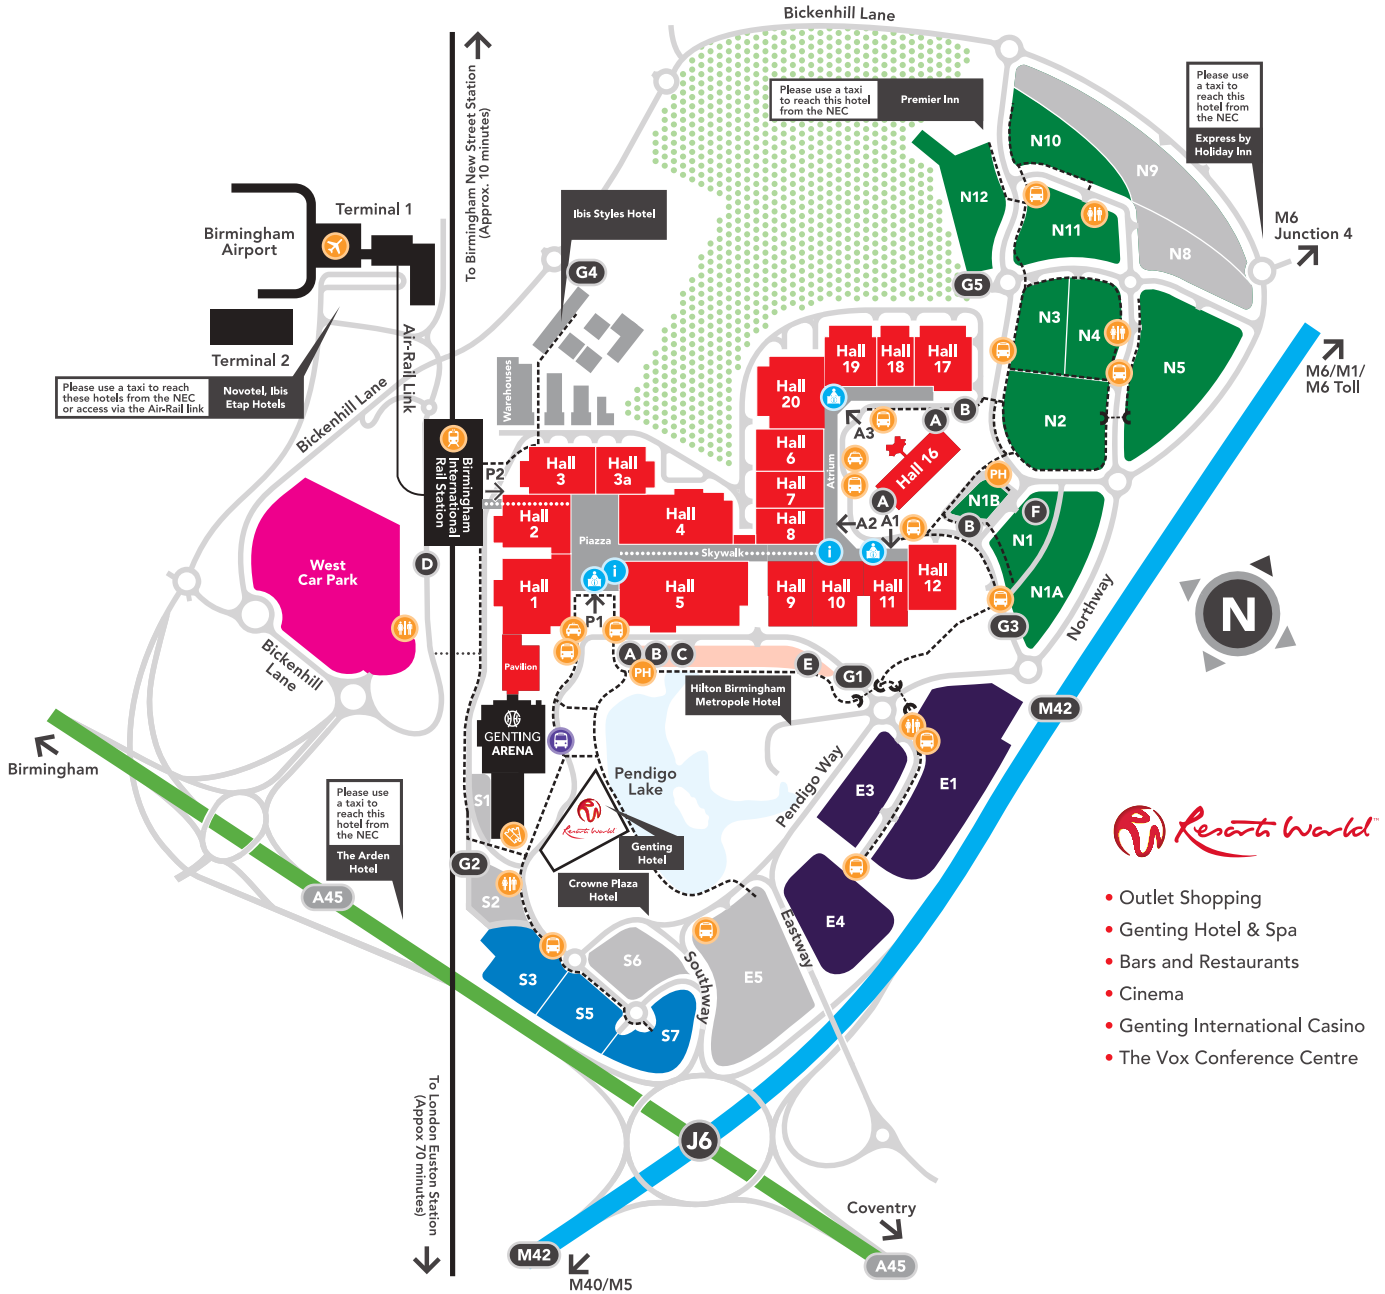 Bickenhill Lane
To Birmingham New Street Station
(Approx. 10 minutes)
Please use a taxi
to reach this hotel
from the NEC
Premier Inn
Please use
a taxi to
reach this
hotel from
the NEC
Express by
Holiday Inn
N10
N9
N12
N11
N8
M6
Junction 4
Terminal 1
Birmingham
Airport
Ibis Styles Hotel
G4
G5
N3
N4
N5
Terminal 2
Air-Rail Link
Please use a taxi to reach
these hotels from the NEC
or access via the Air-Rail link
Novotel, Ibis
Etap Hotels
Bickenhill Lane
Warehouses
Hall
19
Hall
18
Hall
17
Hall
20
M6/M1/
M6 Toll
A3
A
B
N2
Birmingham
International
Rail Station
P2
Hall
3
Hall
3a
Hall
6
Atrium
Hall 16
Hall
7
A
PH
N1B
F
B
N1
Hall
2
Piazza
Hall
4
Hall
8
A2
A1
Skywalk
i
i
West
Car Park
D
Hall
1
Hall
5
Hall
9
Hall
10
Hall
11
Hall
12
N1A
Northway
N
P1
G3
Bickenhill
Lane
Pavilion
A
B
C
E
G1
PH
Hilton Birmingham
Metropole Hotel
M42
GENTING
ARENA
Birmingham
Pendigo
Lake
Pendigo Way
E3
E1
Please use
a taxi to
reach this
hotel from
the NEC
The Arden
Hotel
S1
Resorts World
Genting
Hotel
G2
Crowne Plaza
Hotel
A45
S2
E4
Eastway
Resorts World
TM
• Outlet Shopping
• Genting Hotel & Spa
• Bars and Restaurants
• Cinema
• Genting International Casino
• The Vox Conference Centre
S3
S6
Southway
E5
S5
S7
To London Euston Station
(Appox 70 minutes)
J6
Coventry
M42
A45
M40/M5